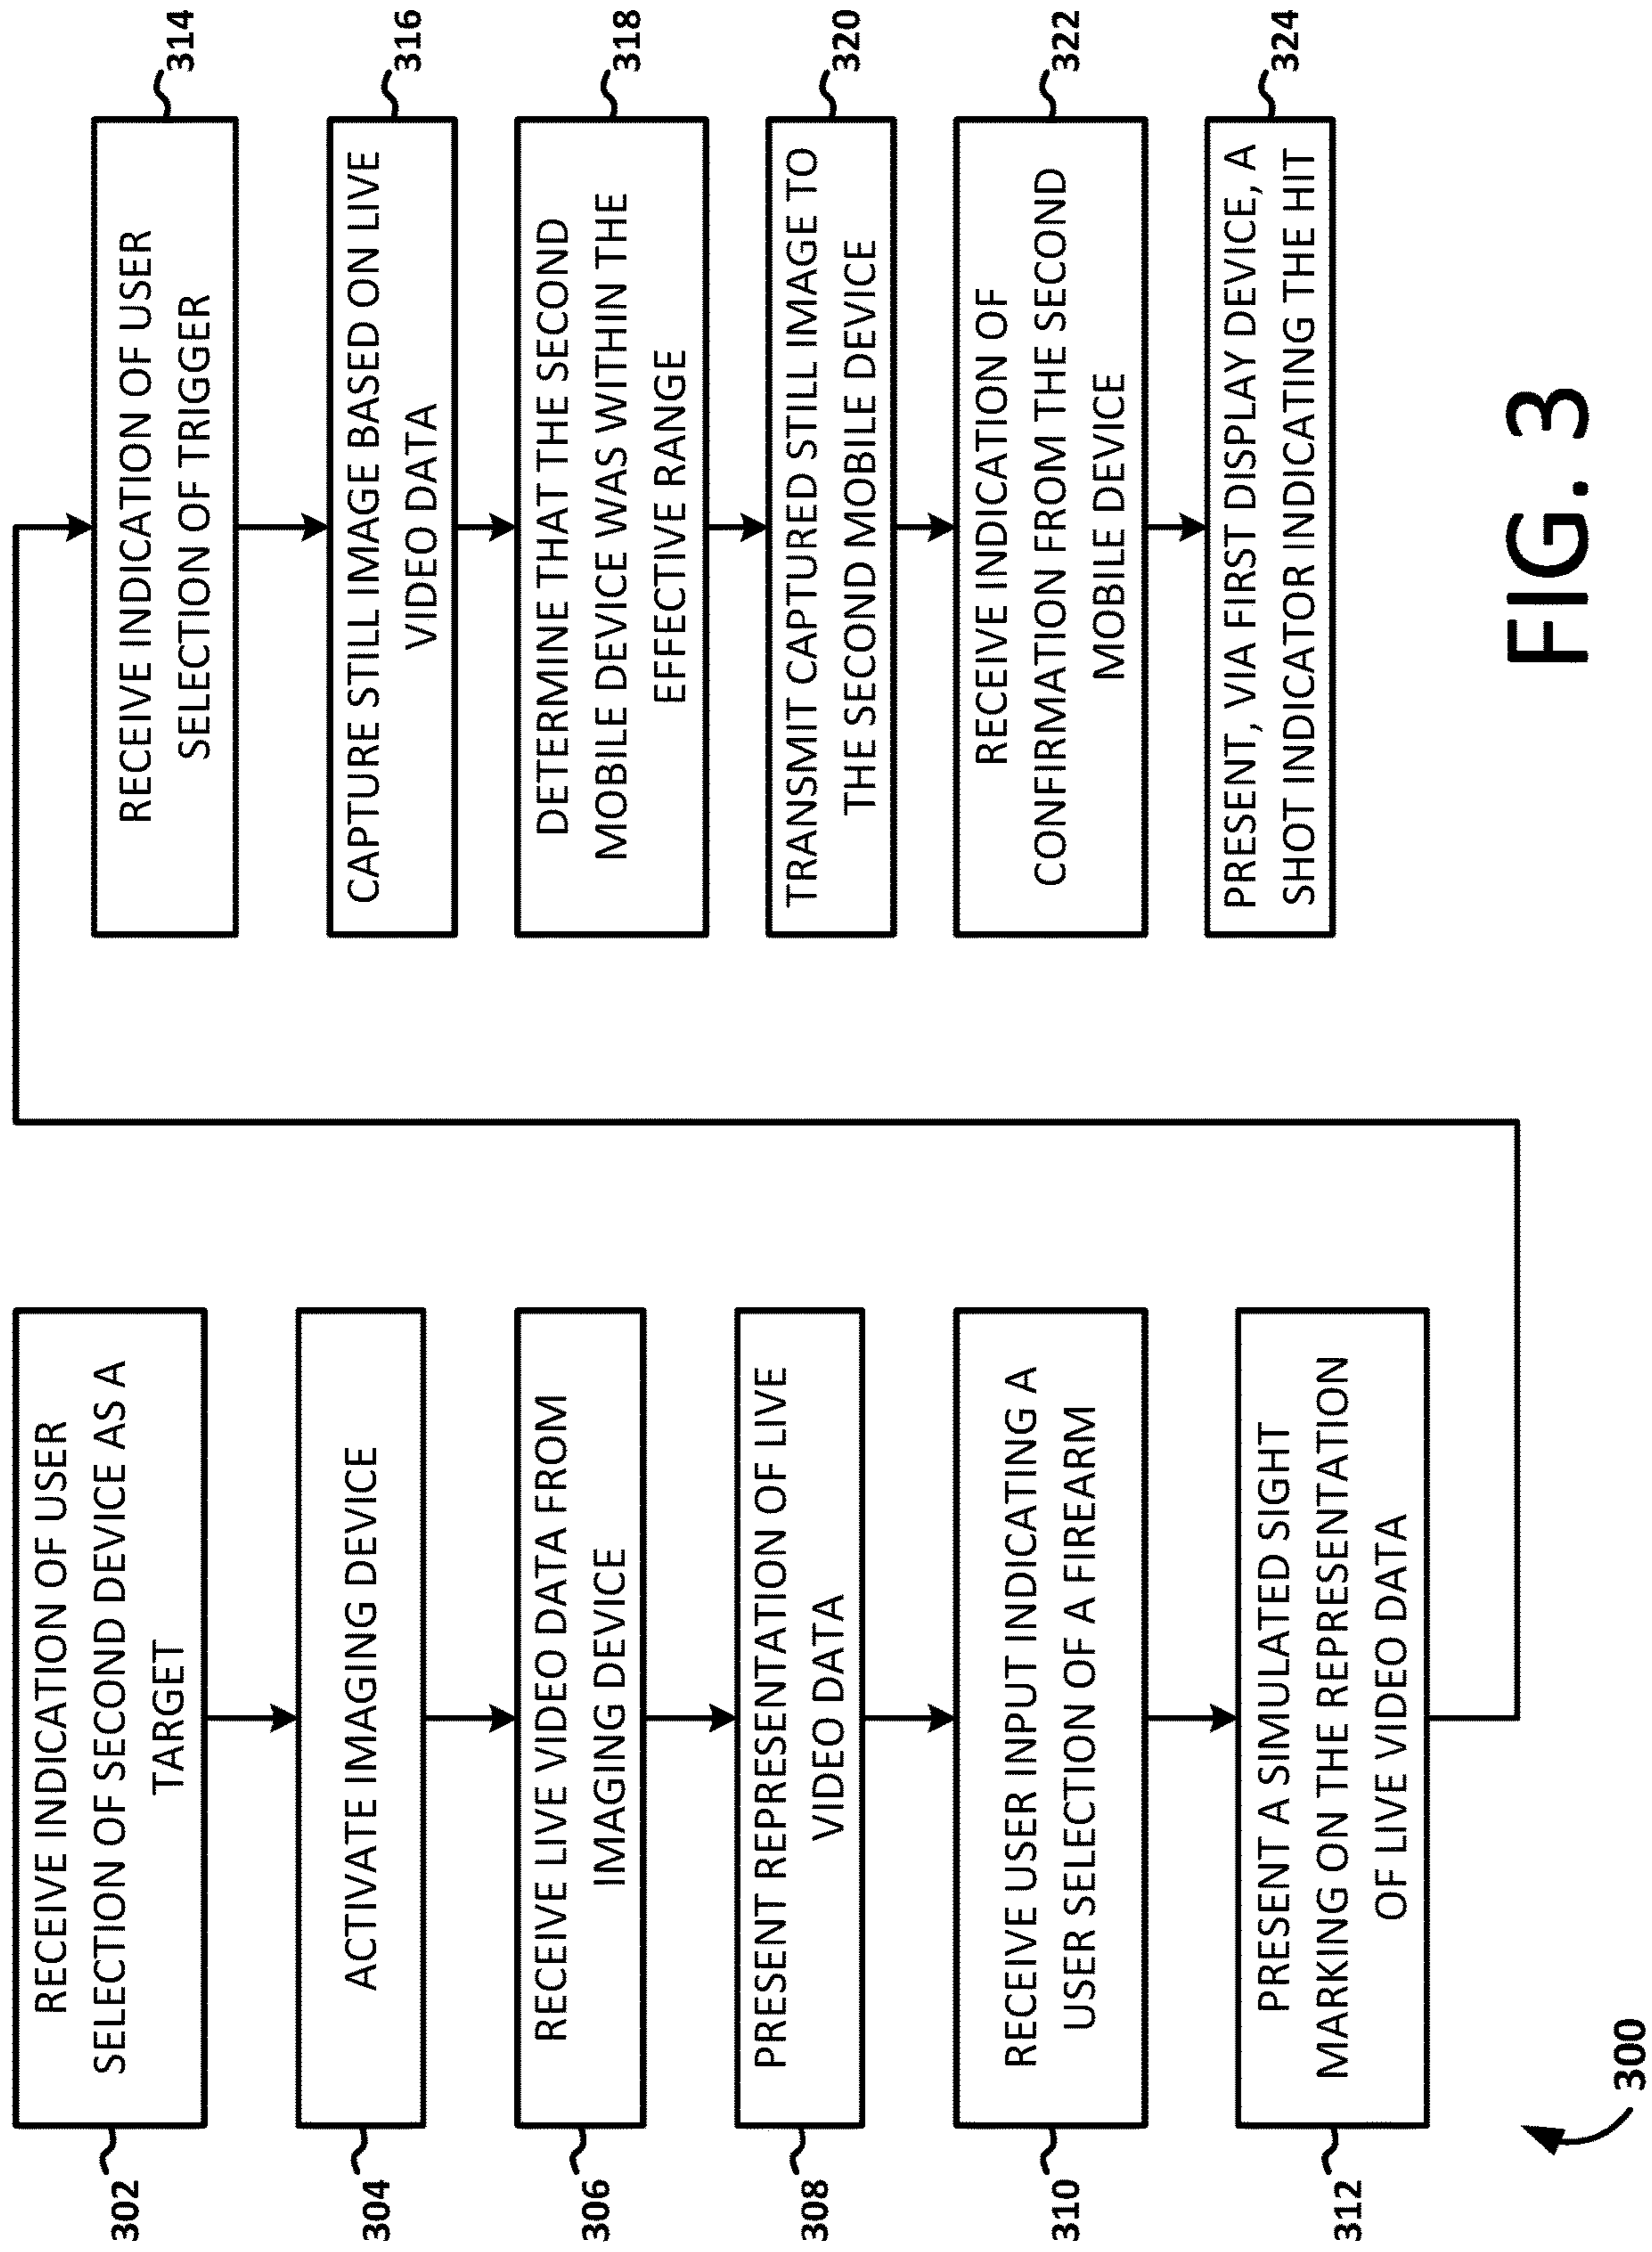 302
RECEIVE INDICATION OF USER
SELECTION OF SECOND DEVICE AS A
TARGET
304
ACTIVATE IMAGING DEVICE
306
RECEIVE LIVE VIDEO DATA FROM
IMAGING DEVICE
308
PRESENT REPRESENTATION OF LIVE
VIDEO DATA
310
RECEIVE USER INPUT INDICATING A
USER SELECTION OF A FIREARM
312
PRESENT A SIMULATED SIGHT
MARKING ON THE REPRESENTATION
OF LIVE VIDEO DATA
300
RECEIVE INDICATION OF USER
SELECTION OF TRIGGER
314
CAPTURE STILL IMAGE BASED ON LIVE
VIDEO DATA
316
DETERMINE THAT THE SECOND
MOBILE DEVICE WAS WITHIN THE
EFFECTIVE RANGE
318
TRANSMIT CAPTURED STILL IMAGE TO
THE SECOND MOBILE DEVICE
320
RECEIVE INDICATION OF
CONFIRMATION FROM THE SECOND
MOBILE DEVICE
322
PRESENT, VIA FIRST DISPLAY DEVICE, A
SHOT INDICATOR INDICATING THE HIT
324
FIG. 3